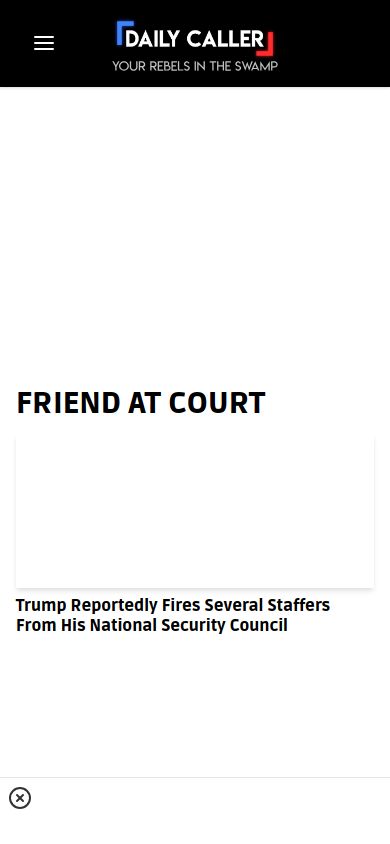 DAILY CALLER
YOUR REBELS IN THE SWAMP
FRIEND AT COURT
Trump Reportedly Fires Several Staffers
From His National Security Council